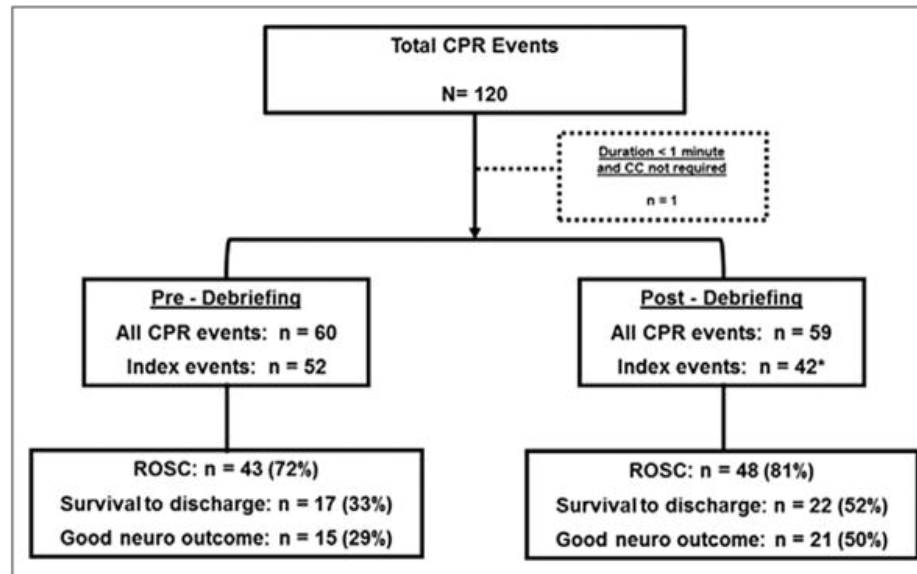 Total CPR Events
N= 120
Duration < 1 minute
and CC not required
n = 1
Pre - Debriefing
All CPR events: n = 60
Index events: n = 52
Post - Debriefing
All CPR events: n = 59
Index events: n = 42*
ROSC: n = 43 (72%)
Survival to discharge: n = 17 (33%)
Good neuro outcome: n = 15 (29%)
ROSC: n = 48 (81%)
Survival to discharge: n = 22 (52%)
Good neuro outcome: n = 21 (50%)